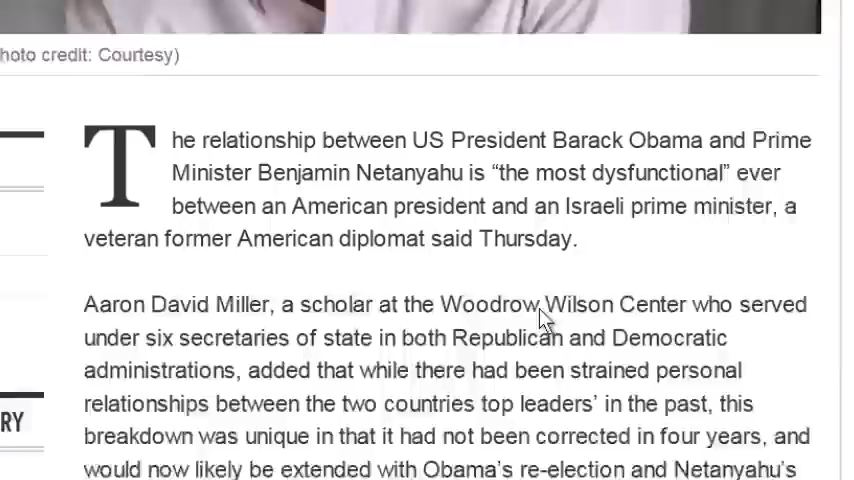 hoto credit: Courtesy)
The relationship between US President Barack Obama and Prime
Minister Benjamin Netanyahu is “the most dysfunctional” ever
between an American president and an Israeli prime minister, a
veteran former American diplomat said Thursday.
Aaron David Miller, a scholar at the Woodrow Wilson Center who served
under six secretaries of state in both Republican and Democratic
administrations, added that while there had been strained personal
relationships between the two countries top leaders’ in the past, this
RY
breakdown was unique in that it had not been corrected in four years, and
would now likely be extended with Obama’s re-election and Netanyahu’s